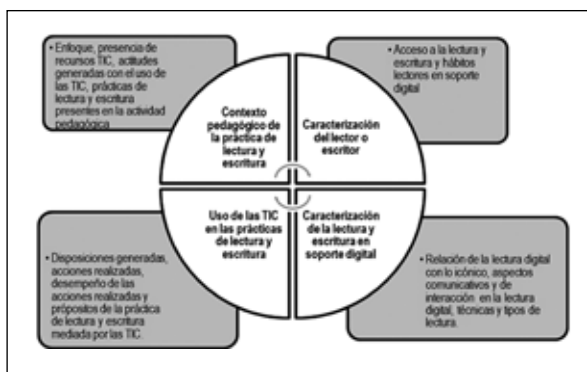 • Enfoque, presencia de
recursos TIC, actitudes
generadas con el uso de
las TIC, prácticas de
lectura y escritura
presentes en la actividad
pedagógica
• Acceso a la lectura y
escritura y hábitos
lectores en soporte
digital
Contexto
pedagógico de
la práctica de
lectura y
escritura
Caracterización
del lector o
escritor
Uso de las TIC
en las prácticas
de lectura y
escritura
Caracterización
de la lectura y
escritura en
soporte digital
• Disposiciones generadas,
acciones realizadas,
desempeño de las
acciones realizadas y
própositos de la práctica
de lectura y escritura
mediada por las TIC.
• Relación de la lectura digital
con lo icónico, aspectos
comunicativos y de
interacción en la lectura
digital, técnicas y tipos de
lectura.